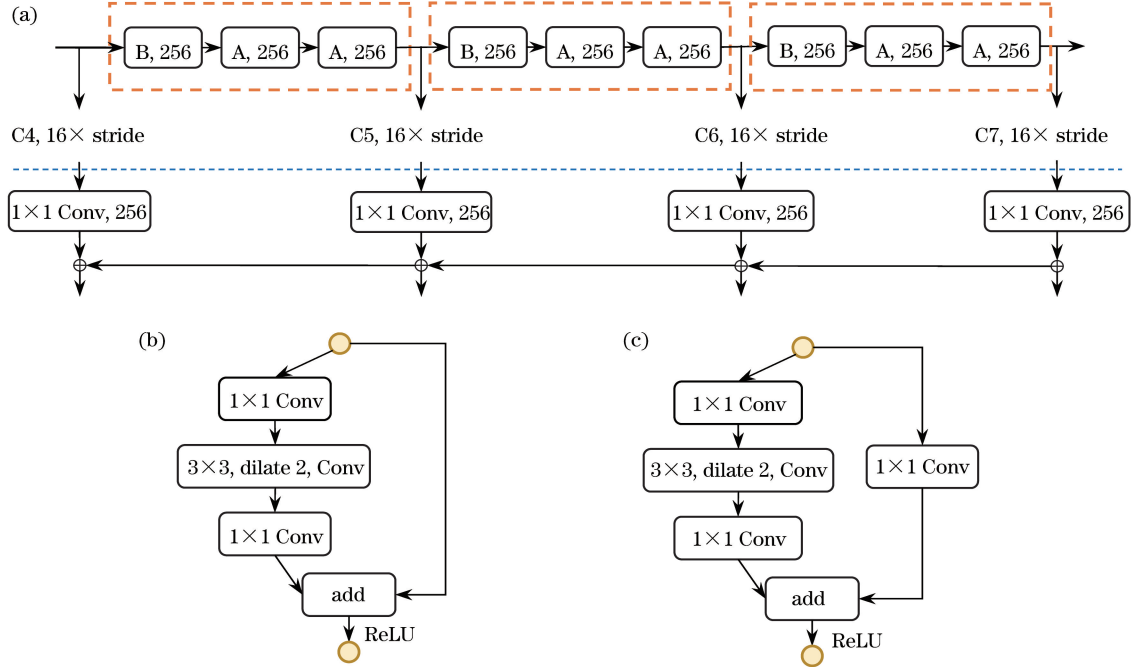 (a)
B, 256 A, 256 A, 256 B, 256 A, 256 A, 256 B, 256 A, 256 A, 256
C4, 16× stride C5, 16× stride C6, 16× stride C7, 16× stride
1×1 Conv, 256 1×1 Conv, 256 1×1 Conv, 256 1×1 Conv, 256
(b)
1×1 Conv
3×3, dilate 2, Conv
1×1 Conv
add
ReLU
(c)
1×1 Conv
3×3, dilate 2, Conv
1×1 Conv
1×1 Conv
add
ReLU